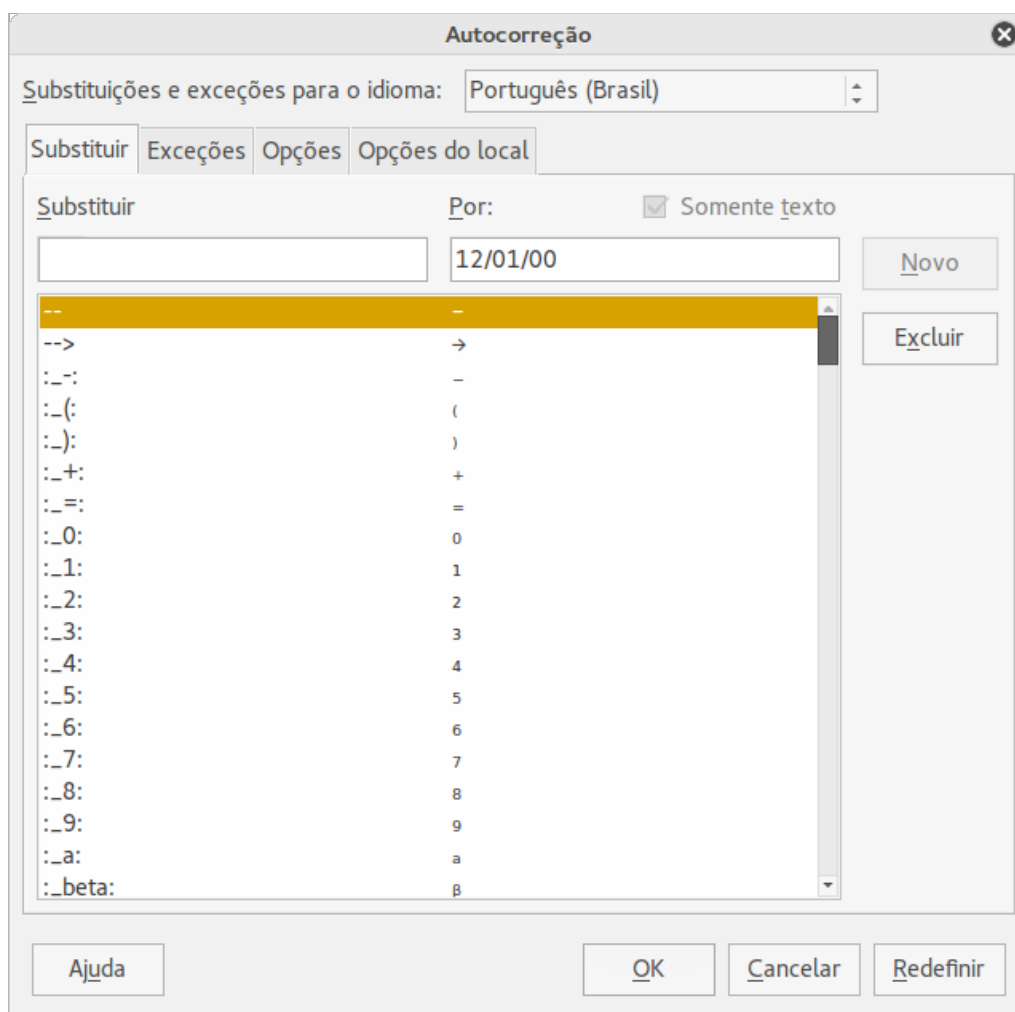 Autocorreção
Substituições e exceções para o idioma: Português (Brasil)
Substituir Exceções Opções Opções do local
Substituir Por: Somente texto
12/01/00 Novo
-- –
--> → Excluir
:_-: ₋
:_(: ₍
:_): ₎
:_+: ₊
:_=: ₌
:_0: ₀
:_1: ₁
:_2: ₂
:_3: ₃
:_4: ₄
:_5: ₅
:_6: ₆
:_7: ₇
:_8: ₈
:_9: ₉
:_a: ₐ
:_beta: ᵦ
Ajuda OK Cancelar Redefinir